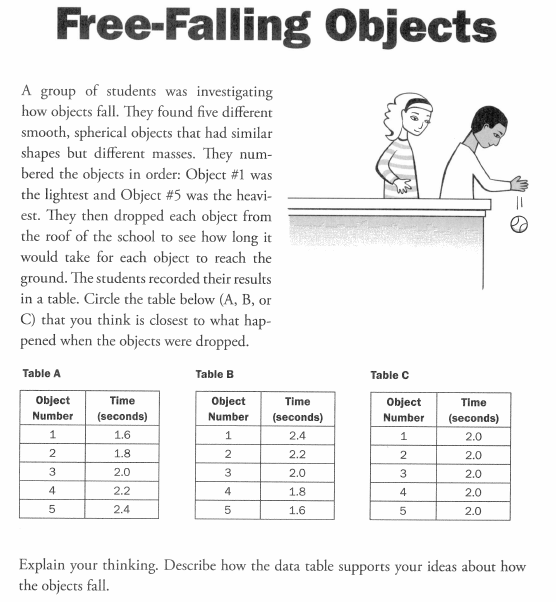 Free-Falling Objects
A group of students was investigating
how objects fall. They found five different
smooth, spherical objects that had similar
shapes but different masses. They num-
bered the objects in order: Object #1 was
the lightest and Object #5 was the heavi-
est. They then dropped each object from
the roof of the school to see how long it
would take for each object to reach the
ground. The students recorded their results
in a table. Circle the table below (A, B, or
C) that you think is closest to what hap-
pened when the objects were dropped.
Table A
Object Time
Number (seconds)
1 1.6
2 1.8
3 2.0
4 2.2
5 2.4
Table B
Object Time
Number (seconds)
1 2.4
2 2.2
3 2.0
4 1.8
5 1.6
Table C
Object Time
Number (seconds)
1 2.0
2 2.0
3 2.0
4 2.0
5 2.0
Explain your thinking. Describe how the data table supports your ideas about how
the objects fall.